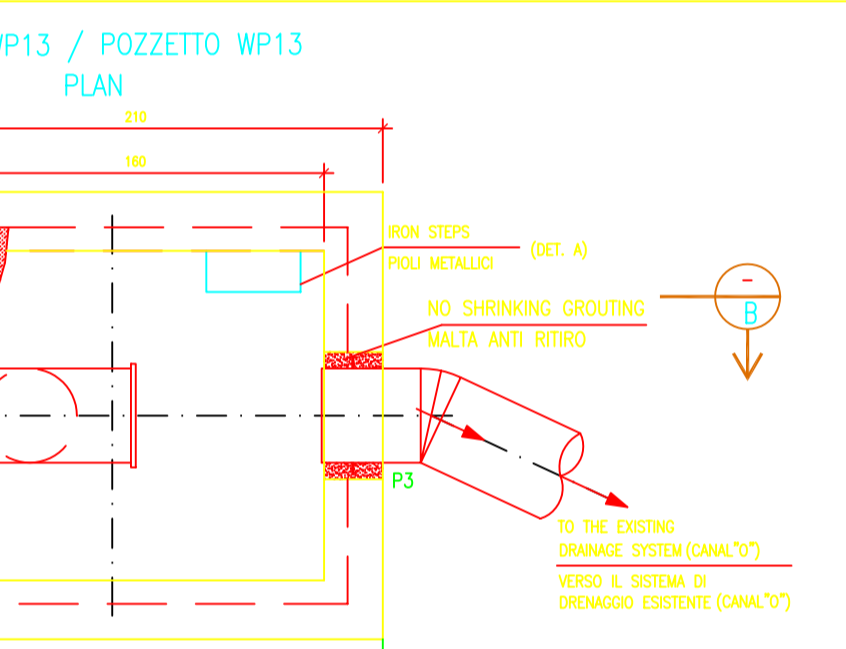 WP13 / POZZETTO WP13
PLAN
210
160
IRON STEPS
PIOLI METALLICI
(DET. A)
NO SHRINKING GROUTING
MALTA ANTI RITIRO
-
B
P3
TO THE EXISTING
DRAINAGE SYSTEM (CANAL"O")
VERSO IL SISTEMA DI
DRENAGGIO ESISTENTE (CANAL"O")